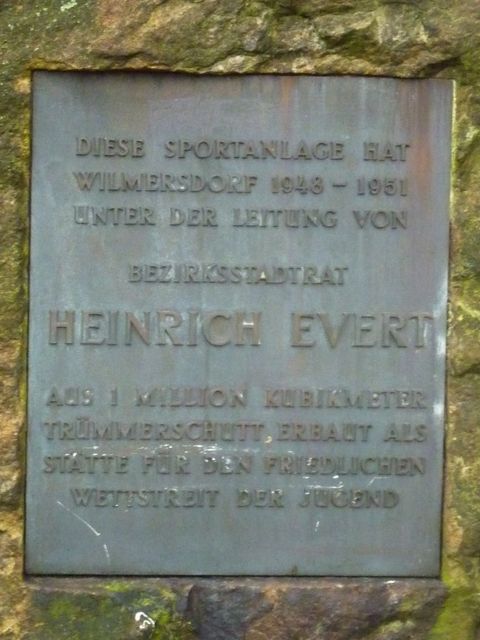 DIESE SPORTANLAGE HAT
WILMERSDORF 1948 - 1951
UNTER DER LEITUNG VON
BEZIRKSSTADTRAT
HEINRICH EVERT
AUS 1 MILLION KUBIKMETER
TRÜMMERSCHUTT ERBAUT ALS
STÄTTE FÜR DEN FRIEDLICHEN
WETTSTREIT DER JUGEND